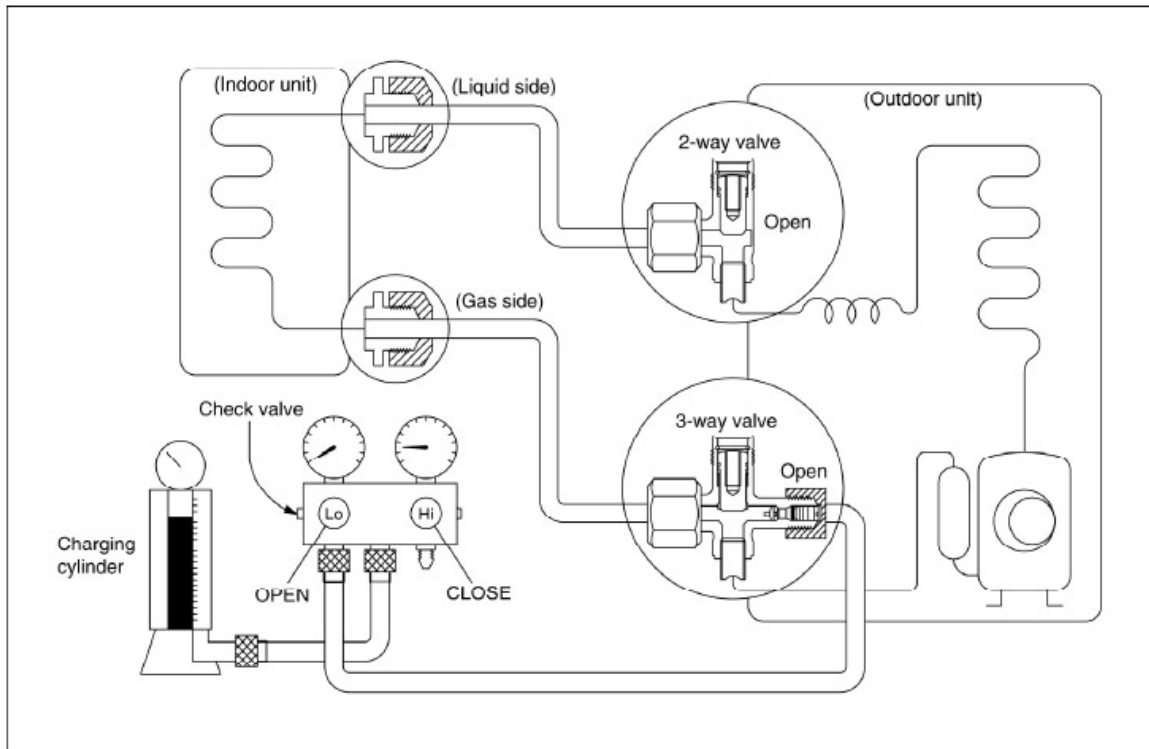 (Indoor unit)
(Liquid side)
(Outdoor unit)
2-way valve
Open
(Gas side)
3-way valve
Open
Check valve
Lo
Hi
Charging
cylinder
OPEN
CLOSE